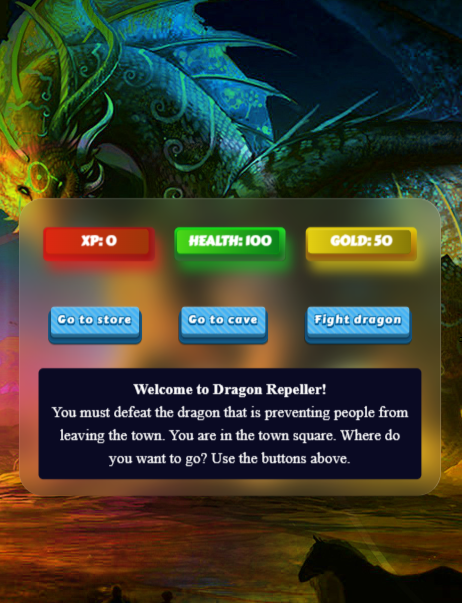 XP: 0
HEALTH: 100
GOLD: 50
Go to store
Go to cave
Fight dragon
Welcome to Dragon Repeller!
You must defeat the dragon that is preventing people from
leaving the town. You are in the town square. Where do
you want to go? Use the buttons above.